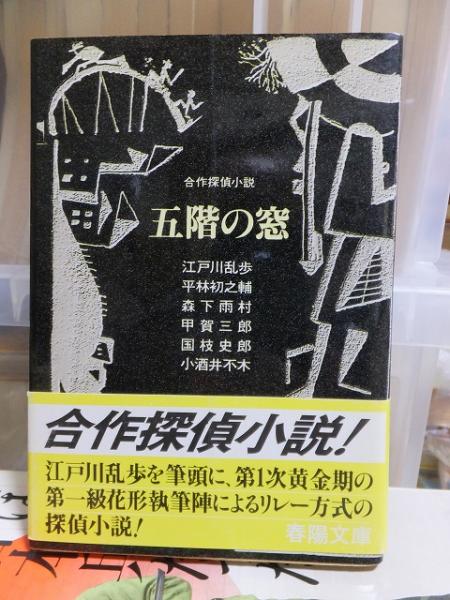 合作探偵小説
五階の窓
江戸川乱歩
平林初之輔
森下雨村
甲賀三郎
国枝史郎
小酒井不木
合作探偵小説!
江戸川乱歩を筆頭に、第1次黄金期の
第一級花形執筆陣によるリレー方式の
探偵小説!
春陽文庫